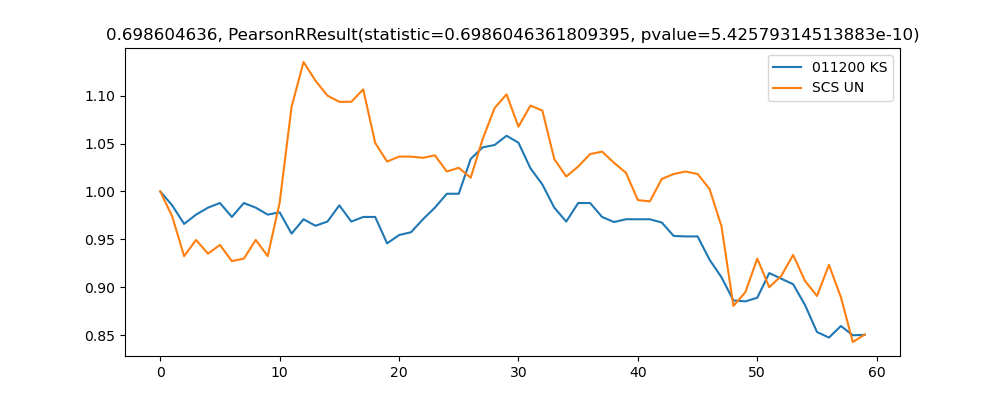 0.698604636, PearsonRResult(statistic=0.6986046361809395, pvalue=5.42579314513883e-10)
011200 KS
SCS UN
1.10
1.05
1.00
0.95
0.90
0.85
0 10 20 30 40 50 60